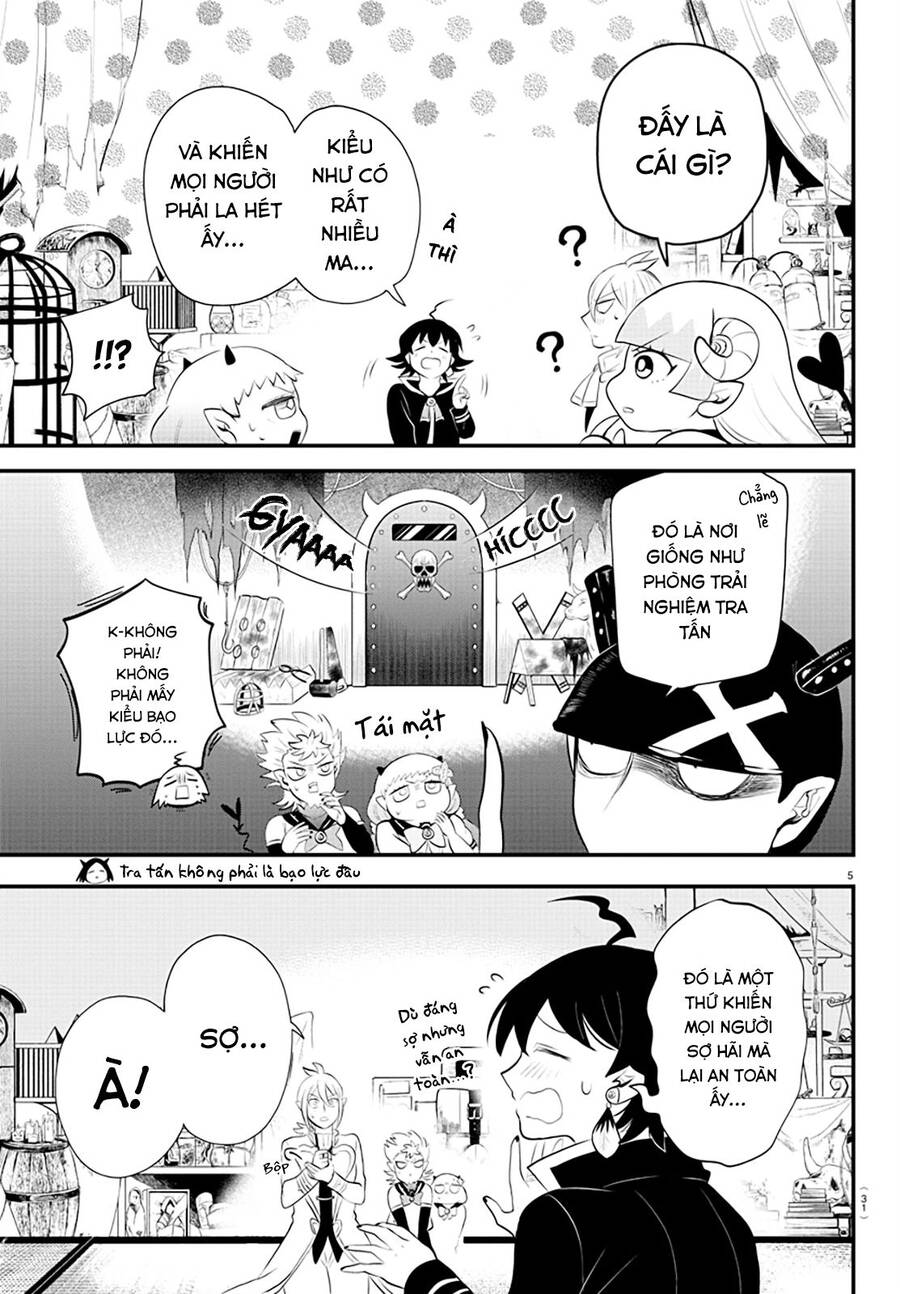 ĐẤY LÀ
CÁI GÌ?
?
?
À
THÌ
KIỂU
NHƯ CÓ
RẤT
NHIỀU
MA...
VÀ KHIẾN
MỌI NGƯỜI
PHẢI LA HÉT
ẤY...
!!?
Chẳng
lẽ
ĐÓ LÀ NƠI
GIỐNG NHƯ
PHÒNG TRẢI
NGHIỆM TRA
TẤN
HÍCCCC
GYAAAA
Tái mặt
K-KHÔNG
PHẢI!
KHÔNG
PHẢI MẤY
KIỂU BẠO
LỰC ĐÓ...
Tra tấn không phải là bạo lực đâu
5
ĐÓ LÀ MỘT
THỨ KHIẾN
MỌI NGƯỜI
SỢ HÃI MÀ
LẠI AN TOÀN
ẤY...
Dù đáng
sợ nhưng
vẫn an
toàn...?
SỢ...
À!
Bộp
(31)